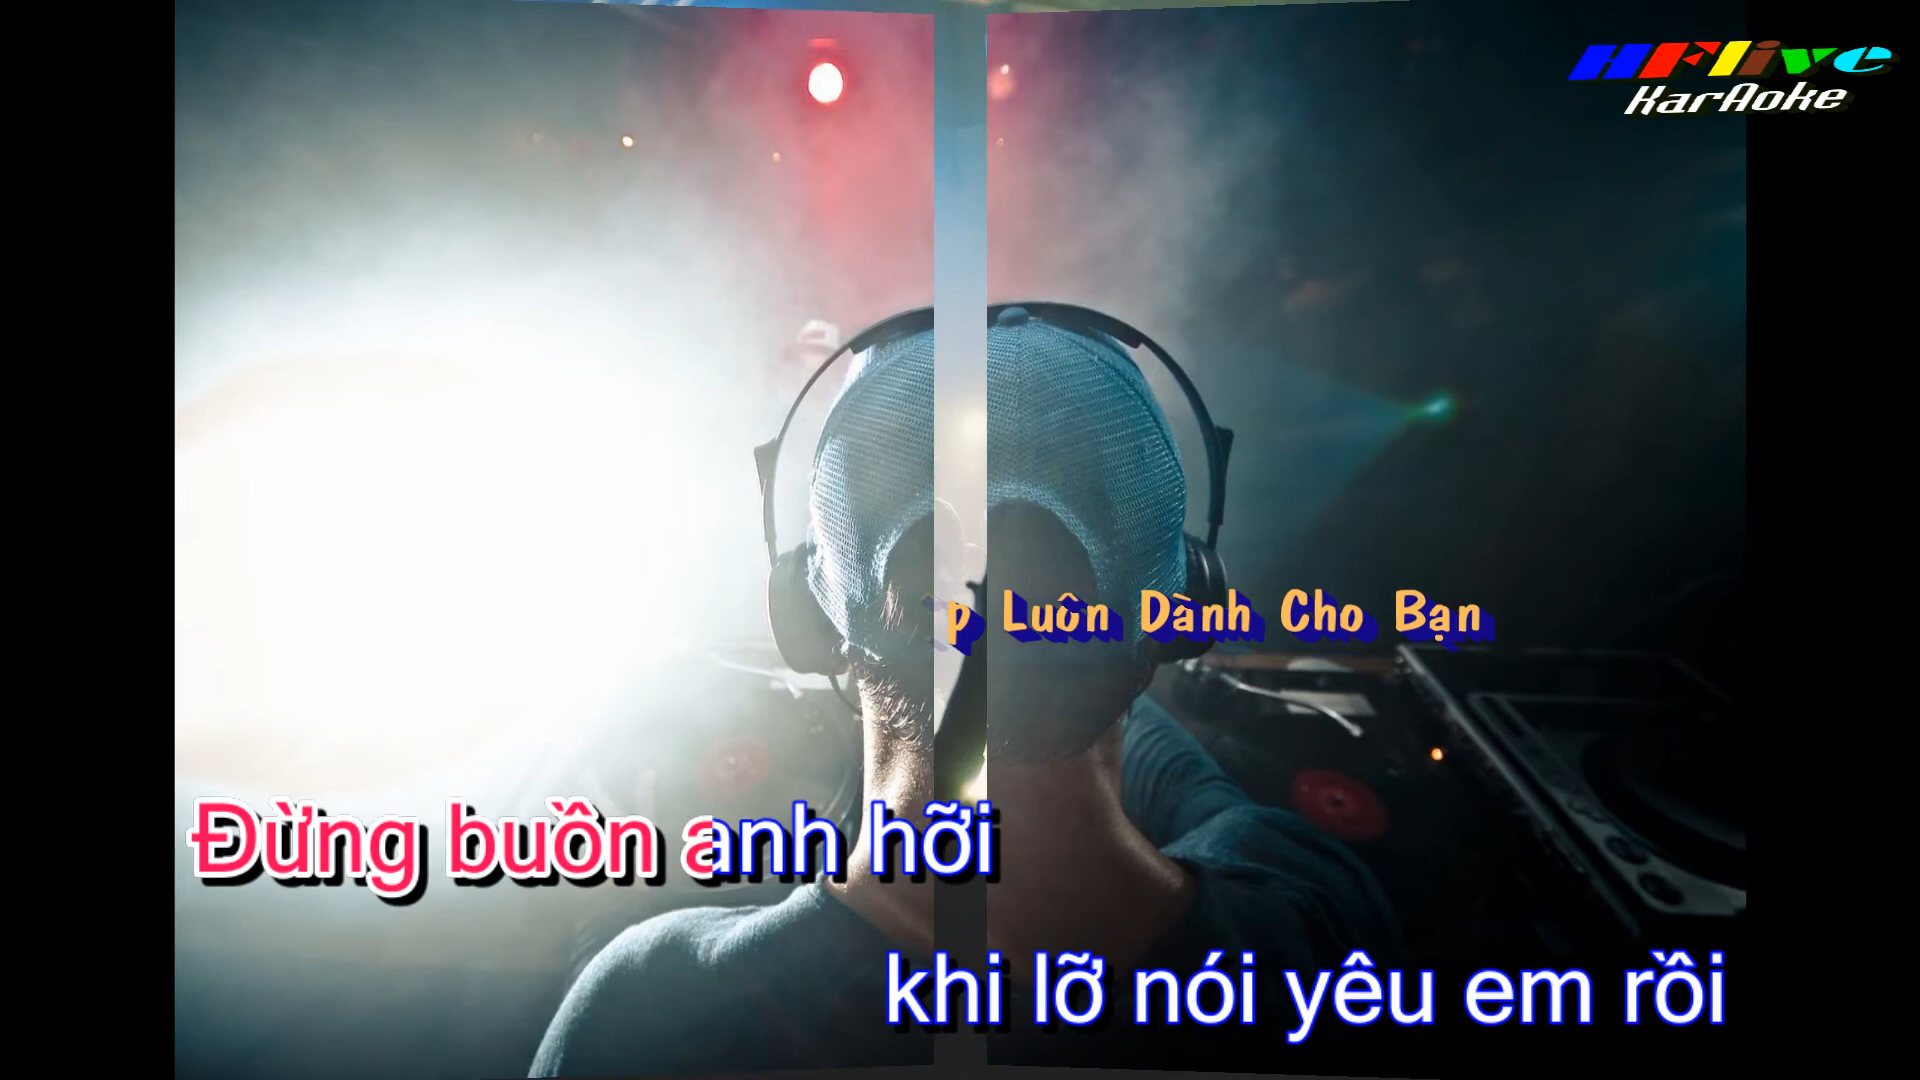 HFlive
KarAoke
Luôn Dành Cho Bạn
Đừng buồn anh hỡi
khi lỡ nói yêu em rồi